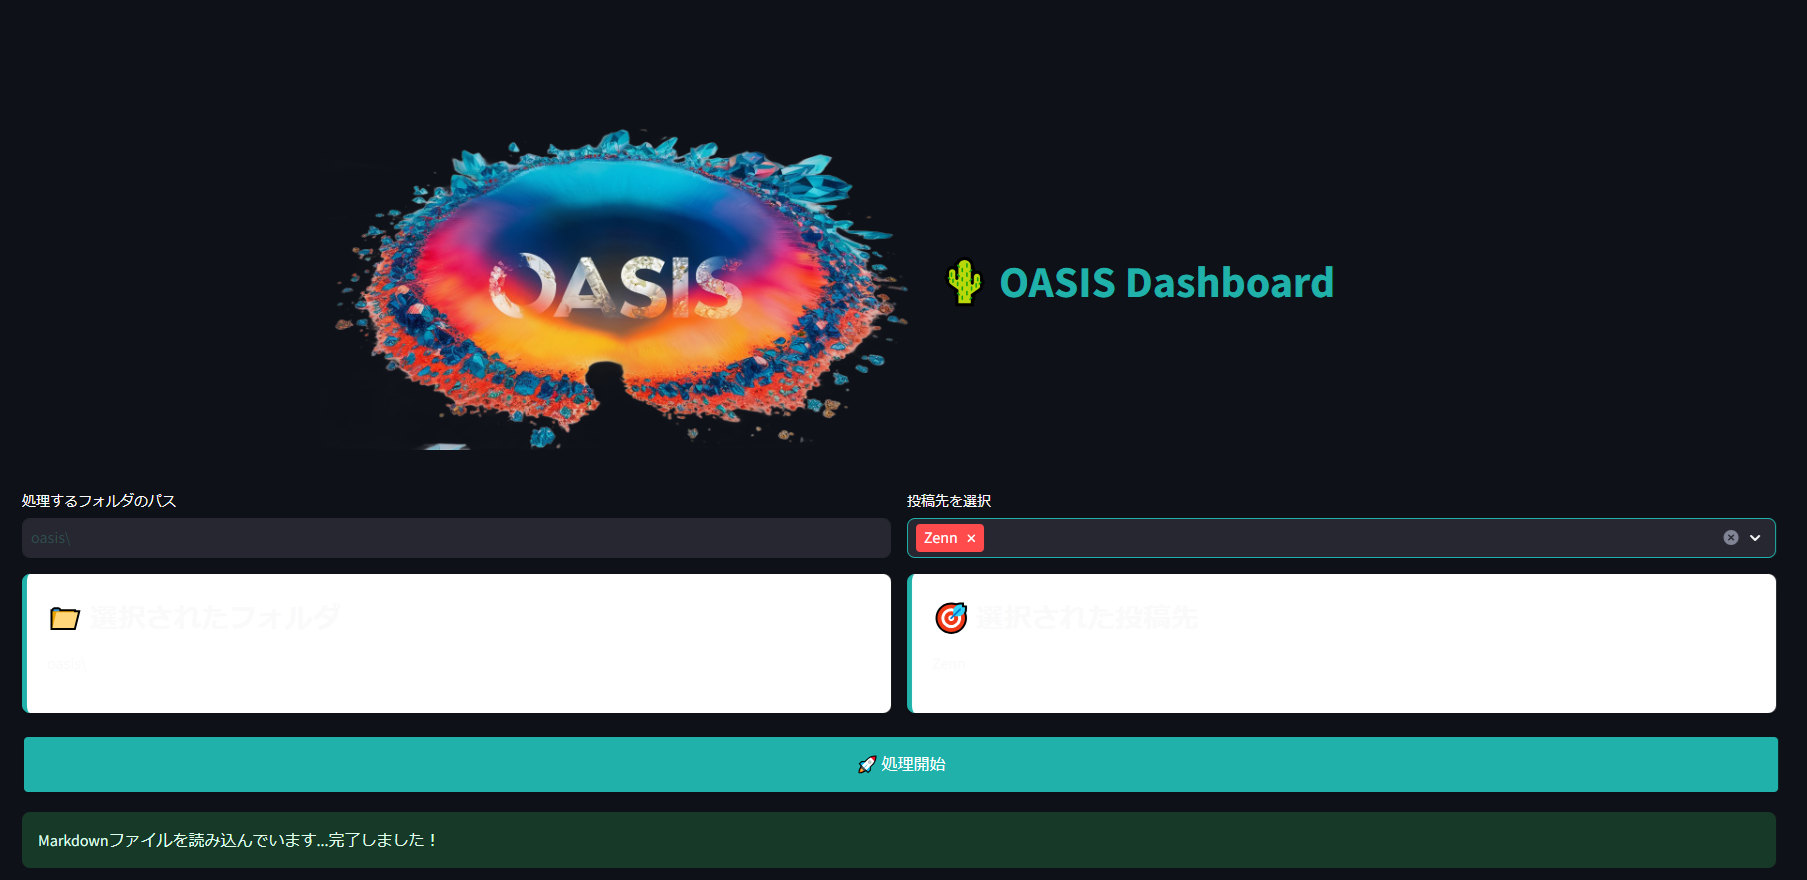 OASIS
OASIS Dashboard
処理するフォルダのパス
oasis\
投稿先を選択
Zenn ×
選択されたフォルダ
oasis\
選択された投稿先
Zenn
処理開始
Markdownファイルを読み込んでいます...完了しました！